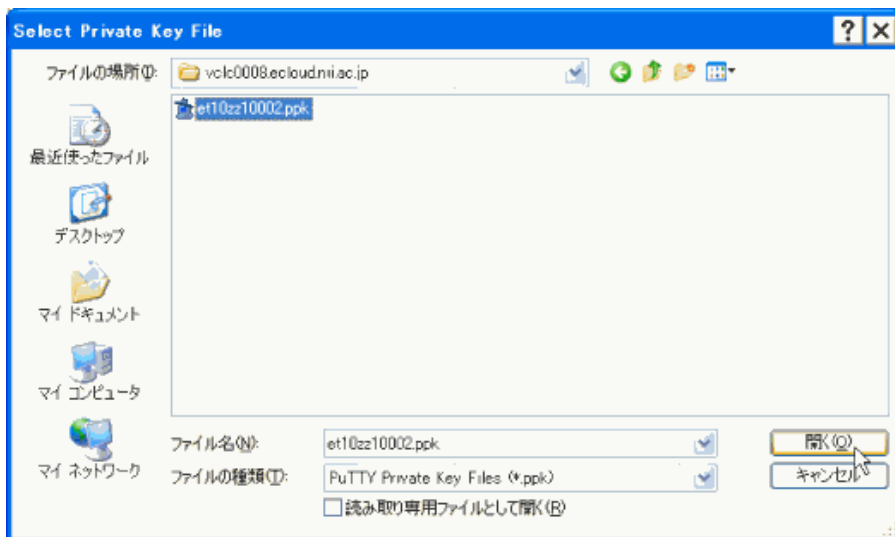 Select Private Key File
ファイルの場所(I):
vclc0008.ecloud.nii.ac.jp
et10zz10002.ppk
最近使ったファイル
デスクトップ
マイ ドキュメント
マイ コンピュータ
マイ ネットワーク
ファイル名(N):
et10zz10002.ppk
開く(O)
ファイルの種類(T):
PuTTY Private Key Files (*.ppk)
キャンセル
読み取り専用ファイルとして開く(R)